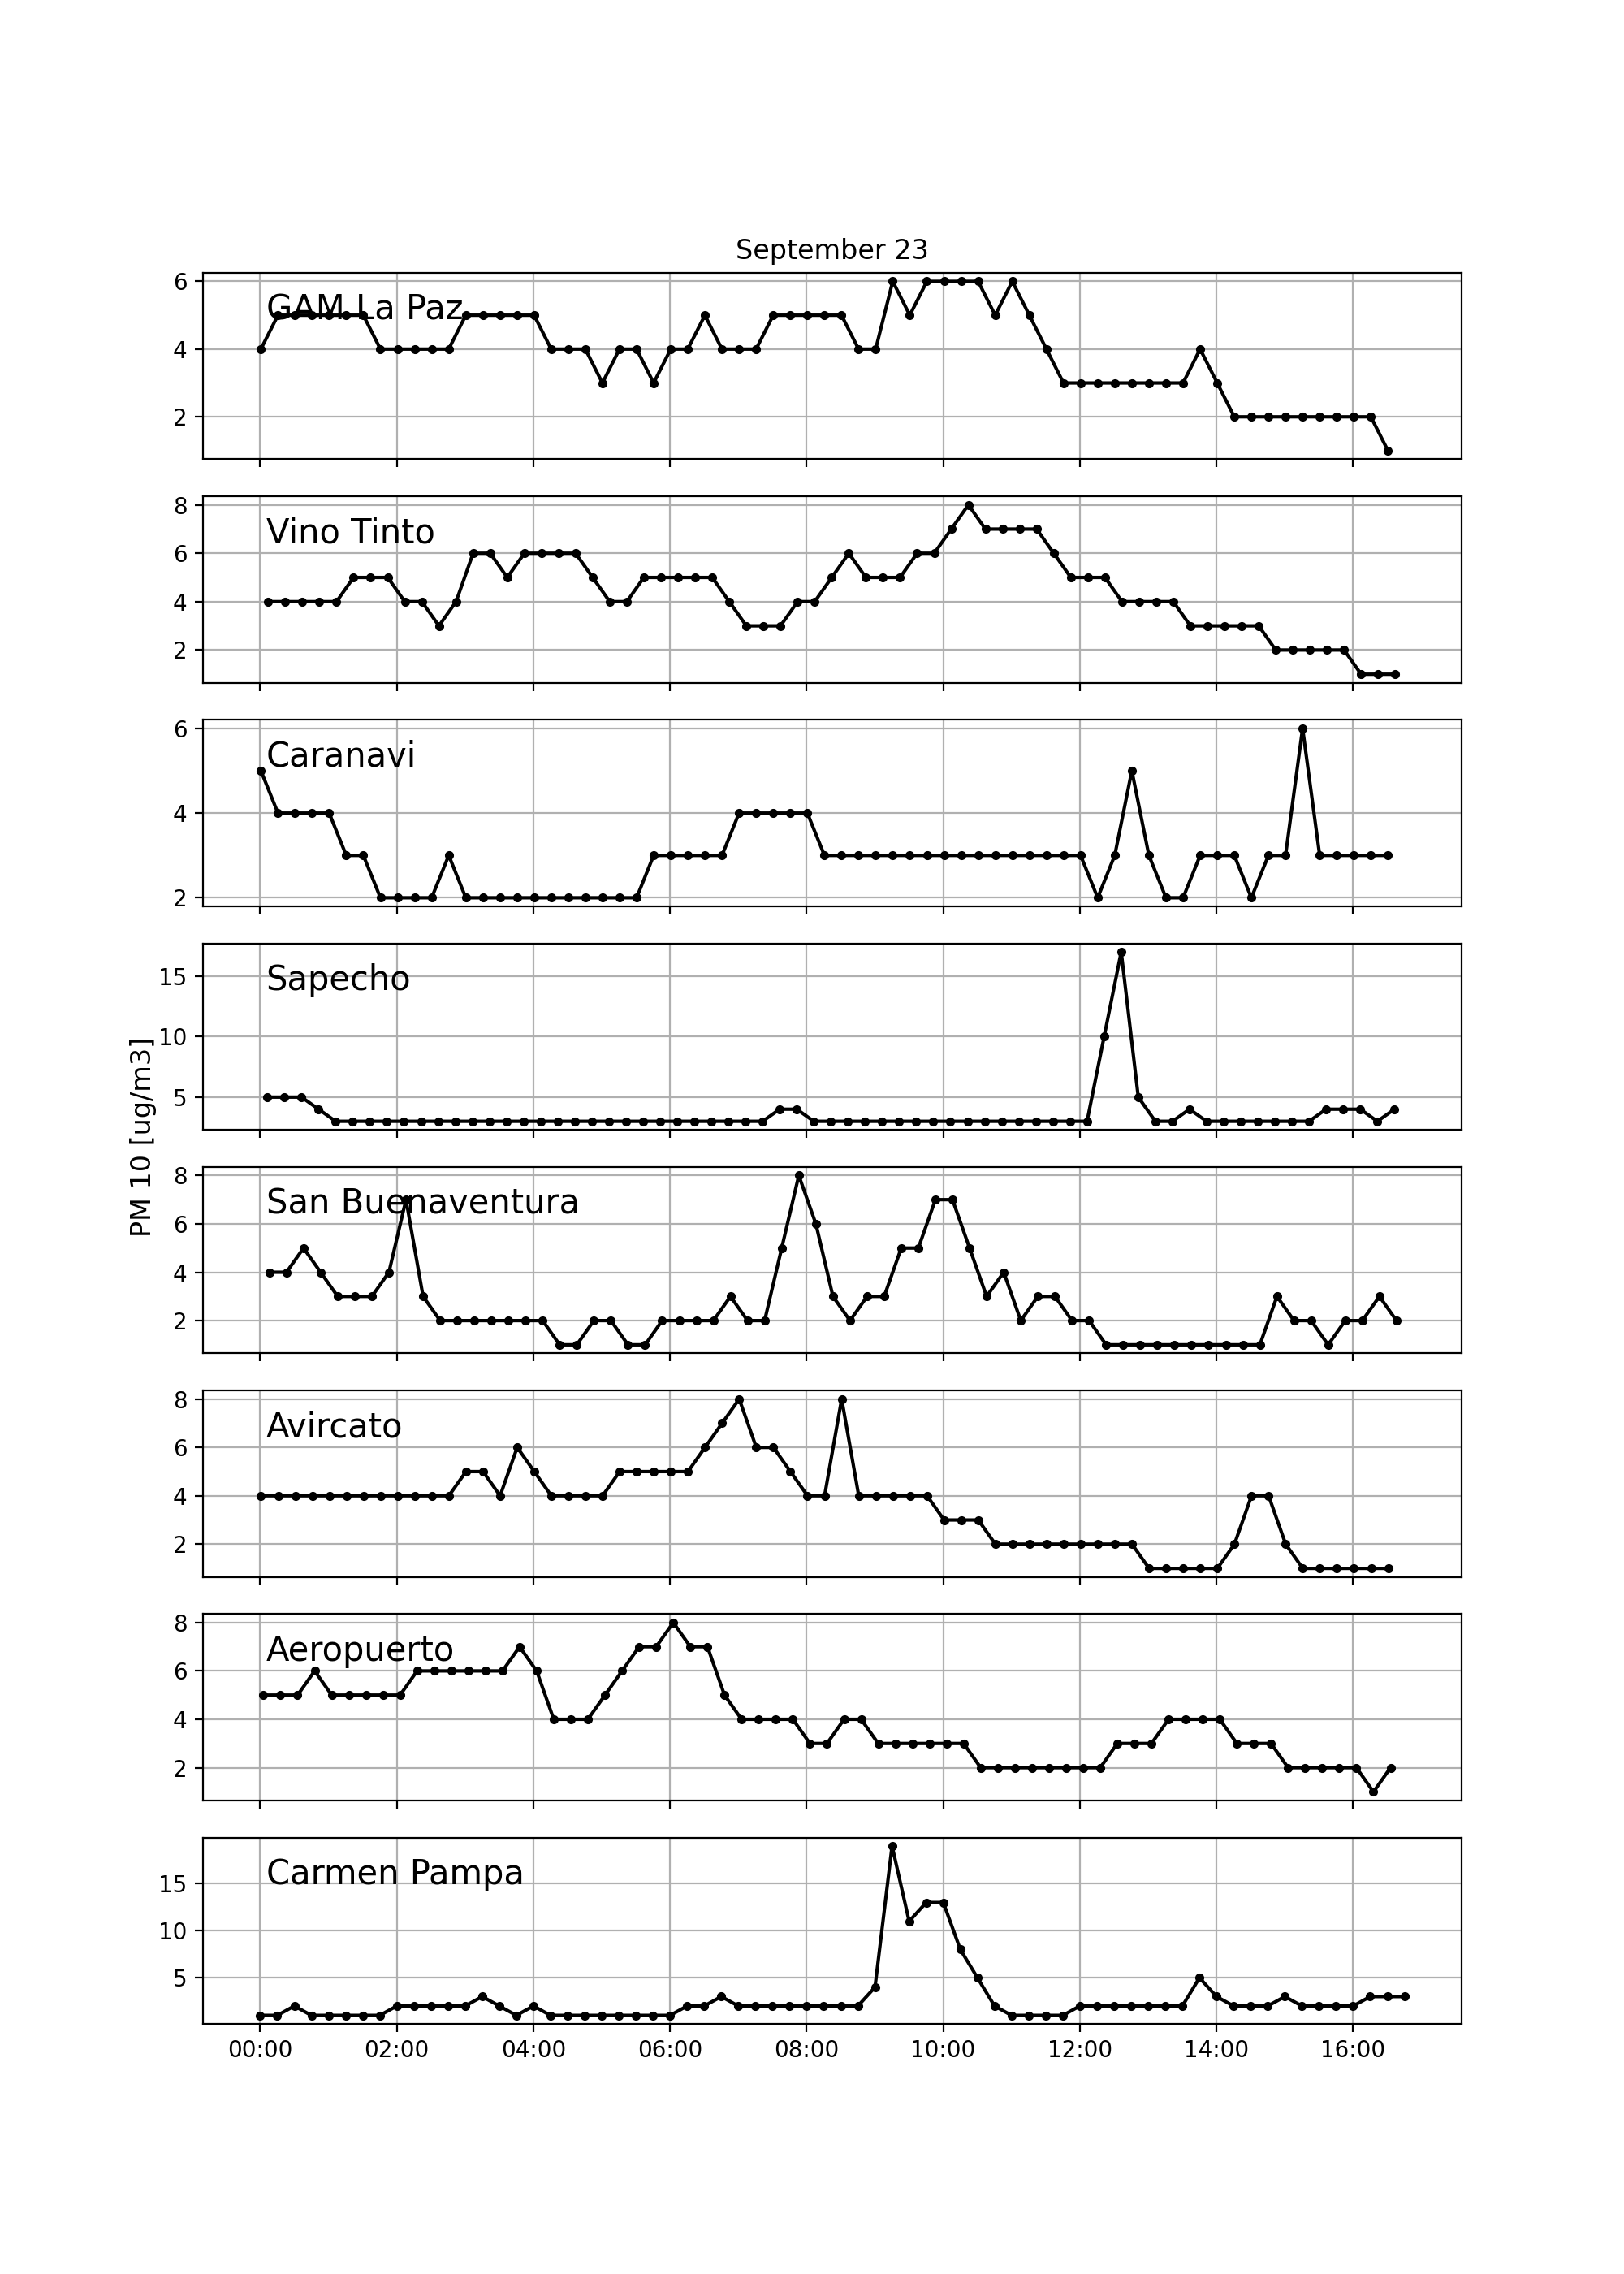 September 23
6
GAM La Paz
4
2
8
Vino Tinto
6
4
2
6
Caranavi
4
2
15
Sapecho
10
5
PM 10 [ug/m3]
8
San Buenaventura
6
4
2
8
Avircato
6
4
2
8
Aeropuerto
6
4
2
15
Carmen Pampa
10
5
00:00 02:00 04:00 06:00 08:00 10:00 12:00 14:00 16:00